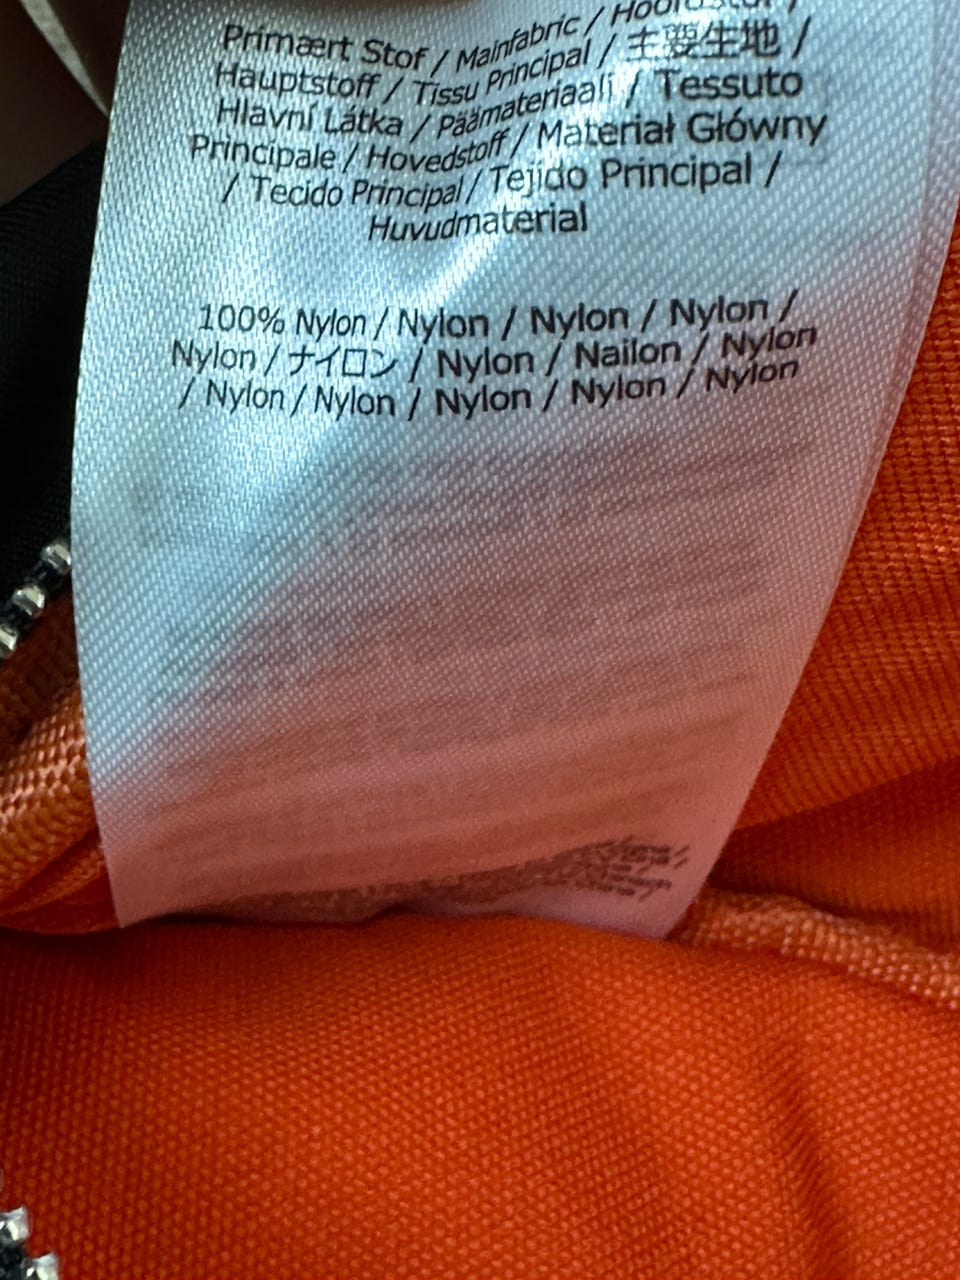 Primært Stof / Mainfabric / Hoofdstof /
Hauptstoff / Tissu Principal / 主要生地 /
Hlavní Látka / Päämateriaali / Tessuto
Principale / Hovedstoff / Materiał Główny
/ Tecido Principal / Tejido Principal /
Huvudmaterial
100% Nylon / Nylon / Nylon / Nylon /
Nylon / ナイロン / Nylon / Nailon / Nylon
/ Nylon / Nylon / Nylon / Nylon / Nylon